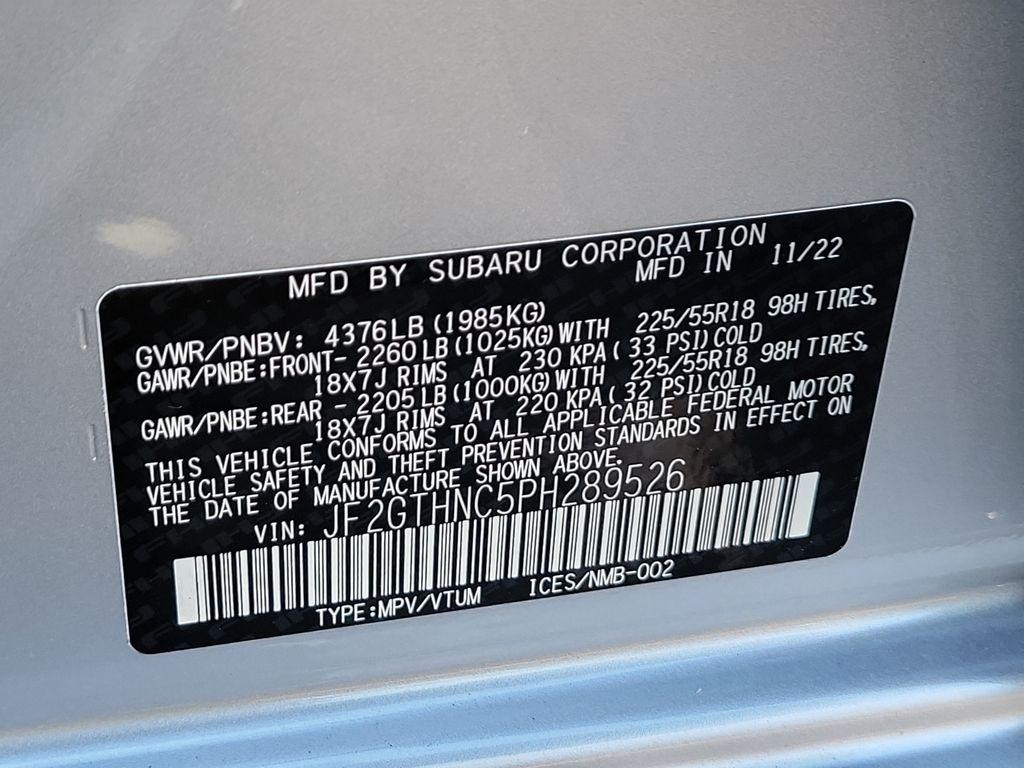 MFD BY SUBARU CORPORATION
MFD IN 11/22
GVWR/PNBV: 4376LB(1985KG)
GAWR/PNBE:FRONT- 2260LB(1025KG)WITH 225/55R18 98H TIRES,
18X7J RIMS AT 230 KPA( 33 PSI)COLD
GAWR/PNBE:REAR - 2205LB(1000KG)WITH 225/55R18 98H TIRES,
18X7J RIMS AT 220 KPA( 32 PSI)COLD
THIS VEHICLE CONFORMS TO ALL APPLICABLE FEDERAL MOTOR
VEHICLE SAFETY AND THEFT PREVENTION STANDARDS IN EFFECT ON
THE DATE OF MANUFACTURE SHOWN ABOVE.
VIN: JF2GTHNC5PH289526
TYPE:MPV/VTUM ICES/NMB-002